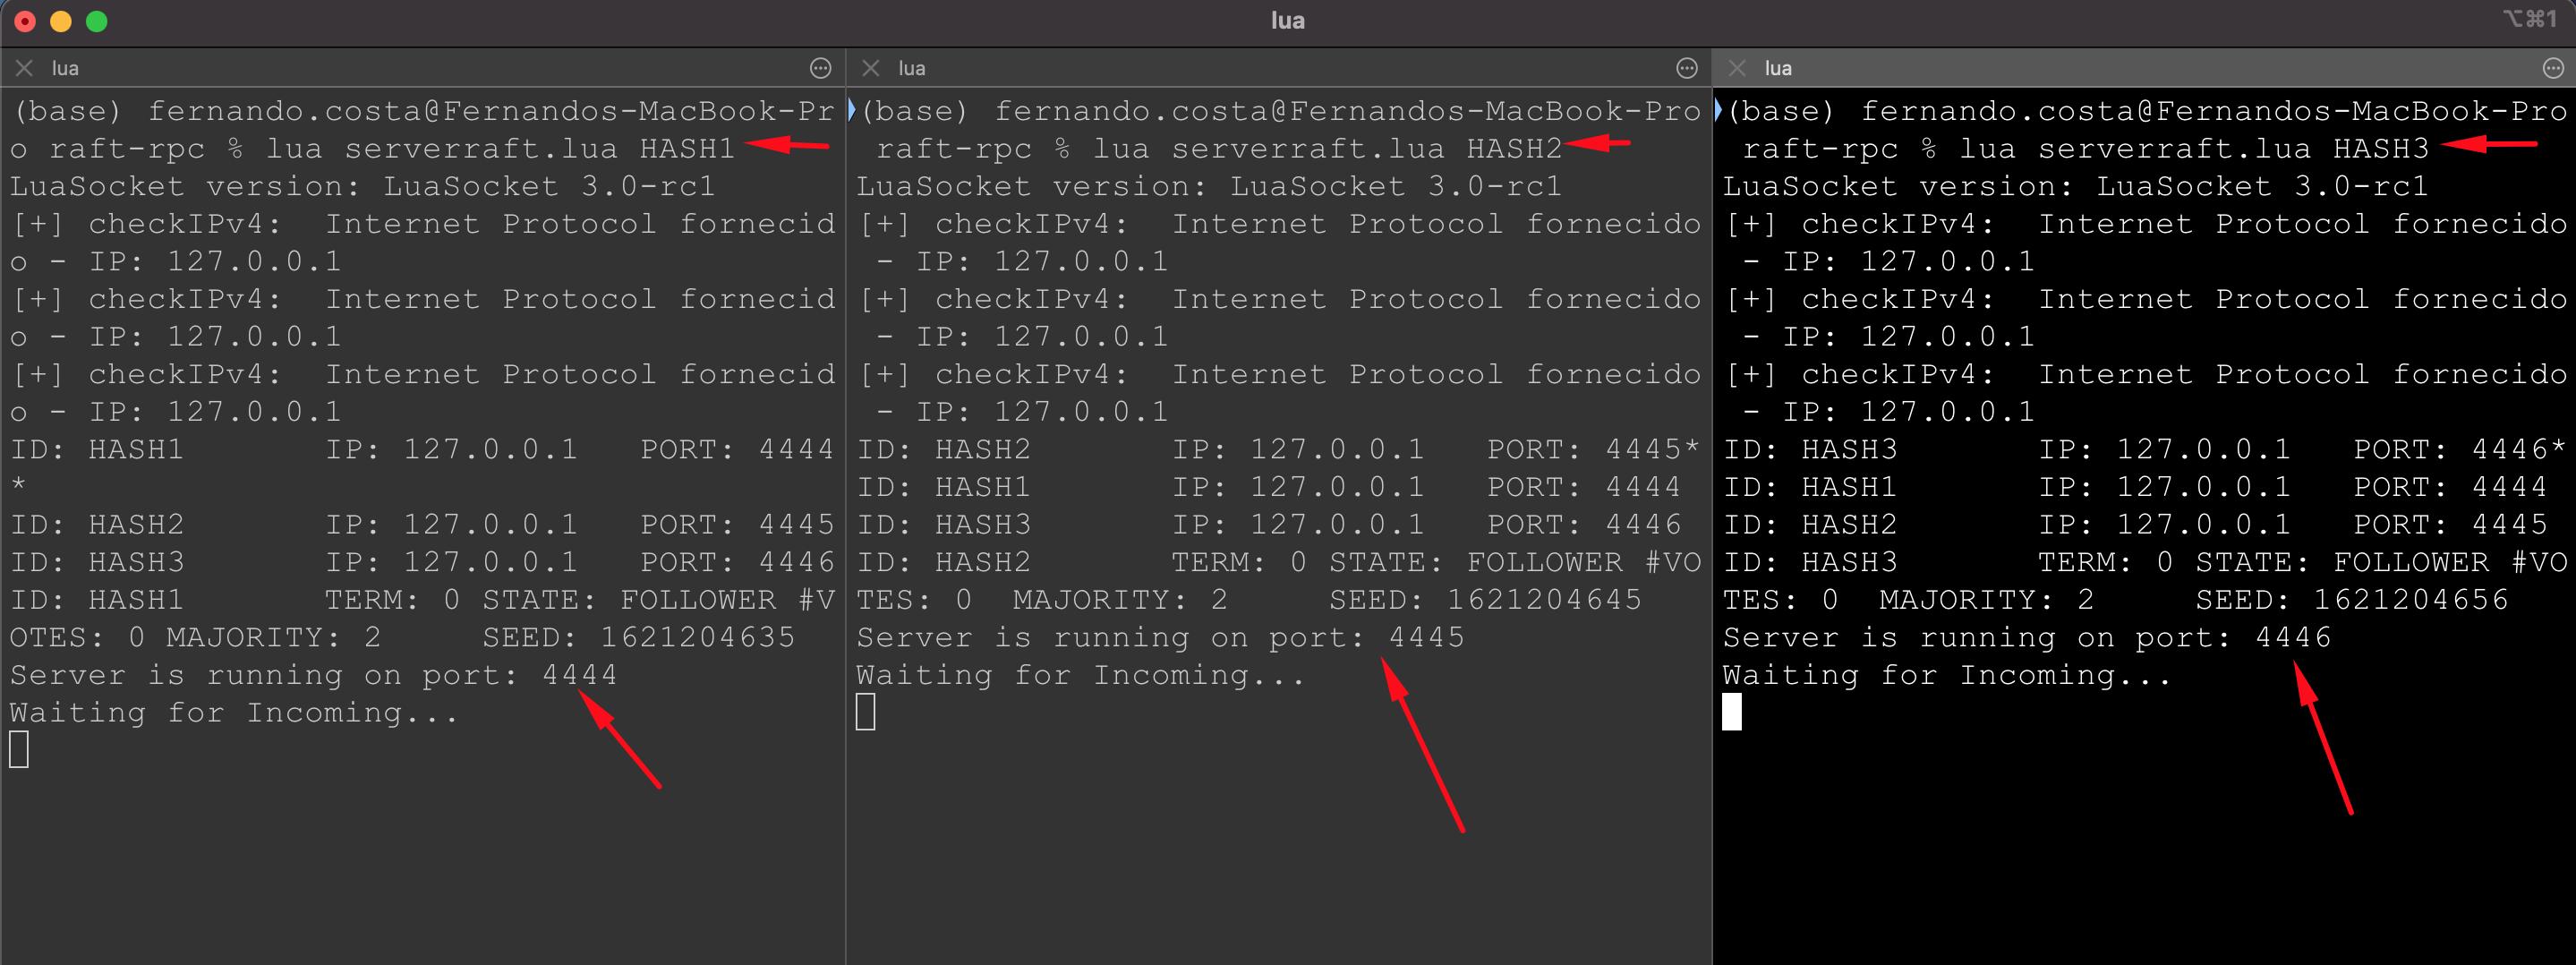 lua
⌥⌘1
lua
(base) fernando.costa@Fernandos-MacBook-Pr
o raft-rpc % lua serverraft.lua HASH1
LuaSocket version: LuaSocket 3.0-rc1
[+] checkIPv4:  Internet Protocol fornecid
o - IP: 127.0.0.1
[+] checkIPv4:  Internet Protocol fornecid
o - IP: 127.0.0.1
[+] checkIPv4:  Internet Protocol fornecid
o - IP: 127.0.0.1
ID: HASH1       IP: 127.0.0.1   PORT: 4444
*
ID: HASH2       IP: 127.0.0.1   PORT: 4445
ID: HASH3       IP: 127.0.0.1   PORT: 4446
ID: HASH1       TERM: 0 STATE: FOLLOWER #V
OTES: 0 MAJORITY: 2     SEED: 1621204635
Server is running on port: 4444
Waiting for Incoming...
lua
(base) fernando.costa@Fernandos-MacBook-Pro
 raft-rpc % lua serverraft.lua HASH2
LuaSocket version: LuaSocket 3.0-rc1
[+] checkIPv4:  Internet Protocol fornecido
 - IP: 127.0.0.1
[+] checkIPv4:  Internet Protocol fornecido
 - IP: 127.0.0.1
[+] checkIPv4:  Internet Protocol fornecido
 - IP: 127.0.0.1
ID: HASH2       IP: 127.0.0.1   PORT: 4445*
ID: HASH1       IP: 127.0.0.1   PORT: 4444
ID: HASH3       IP: 127.0.0.1   PORT: 4446
ID: HASH2       TERM: 0 STATE: FOLLOWER #VO
TES: 0  MAJORITY: 2     SEED: 1621204645
Server is running on port: 4445
Waiting for Incoming...
lua
(base) fernando.costa@Fernandos-MacBook-Pro
 raft-rpc % lua serverraft.lua HASH3
LuaSocket version: LuaSocket 3.0-rc1
[+] checkIPv4:  Internet Protocol fornecido
 - IP: 127.0.0.1
[+] checkIPv4:  Internet Protocol fornecido
 - IP: 127.0.0.1
[+] checkIPv4:  Internet Protocol fornecido
 - IP: 127.0.0.1
ID: HASH3       IP: 127.0.0.1   PORT: 4446*
ID: HASH1       IP: 127.0.0.1   PORT: 4444
ID: HASH2       IP: 127.0.0.1   PORT: 4445
ID: HASH3       TERM: 0 STATE: FOLLOWER #VO
TES: 0  MAJORITY: 2     SEED: 1621204656
Server is running on port: 4446
Waiting for Incoming...